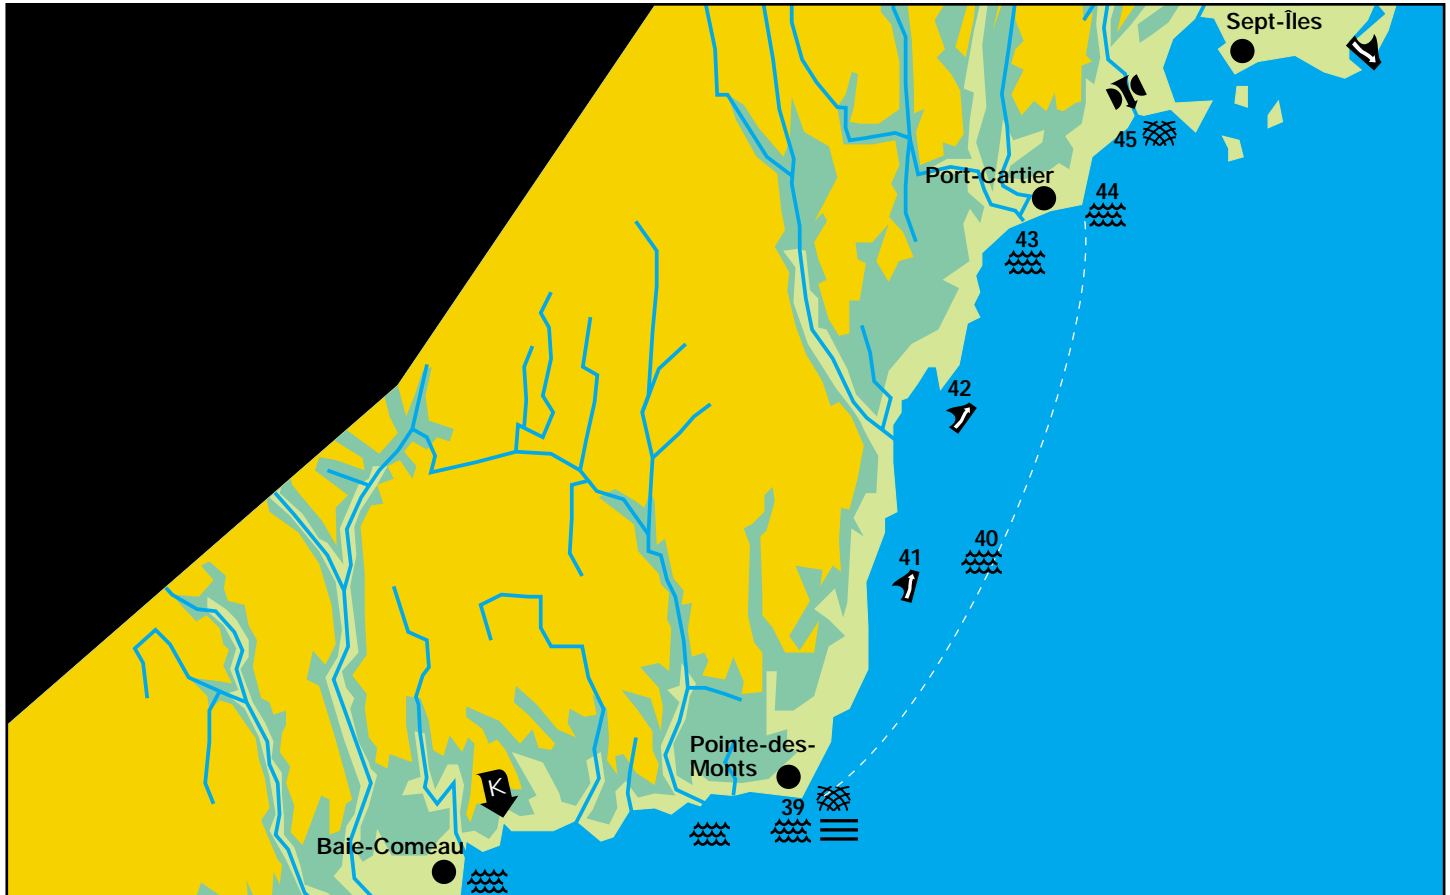 Sept-Îles
45
Port-Cartier
44
43
42
40
41
Pointe-des-
Monts
K
39
Baie-Comeau